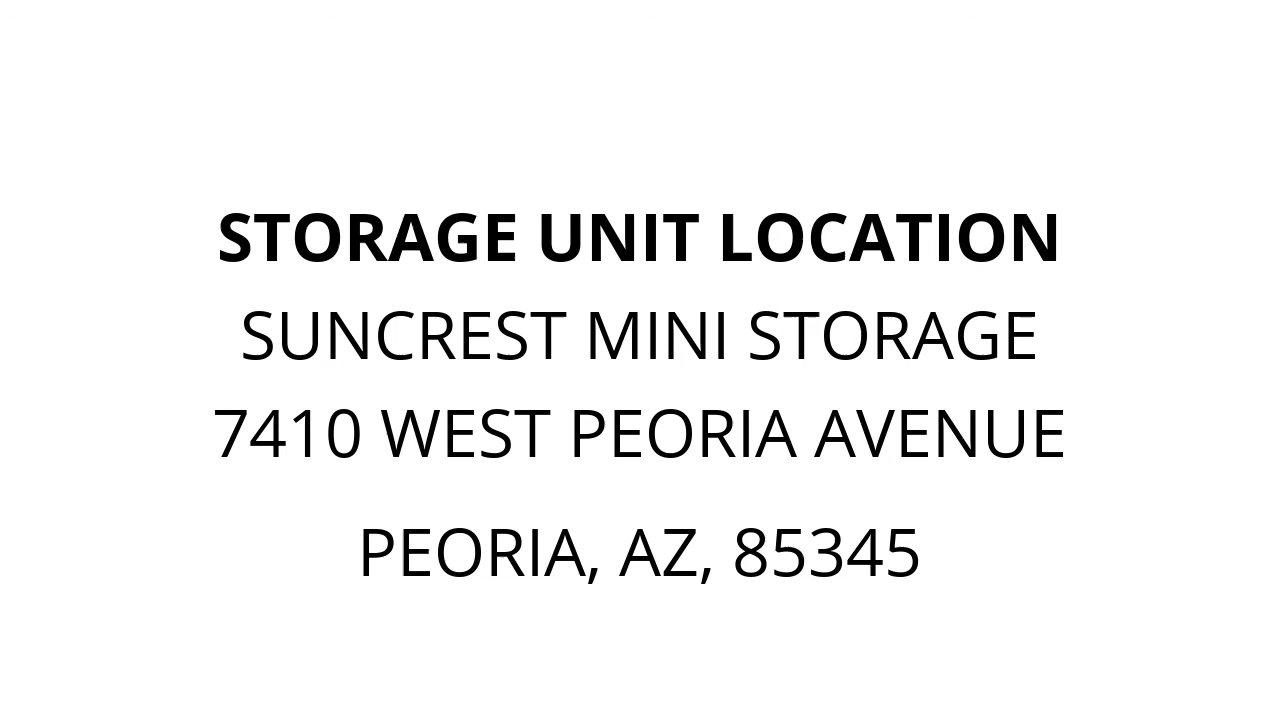 STORAGE UNIT LOCATION
SUNCREST MINI STORAGE
7410 WEST PEORIA AVENUE
PEORIA, AZ, 85345